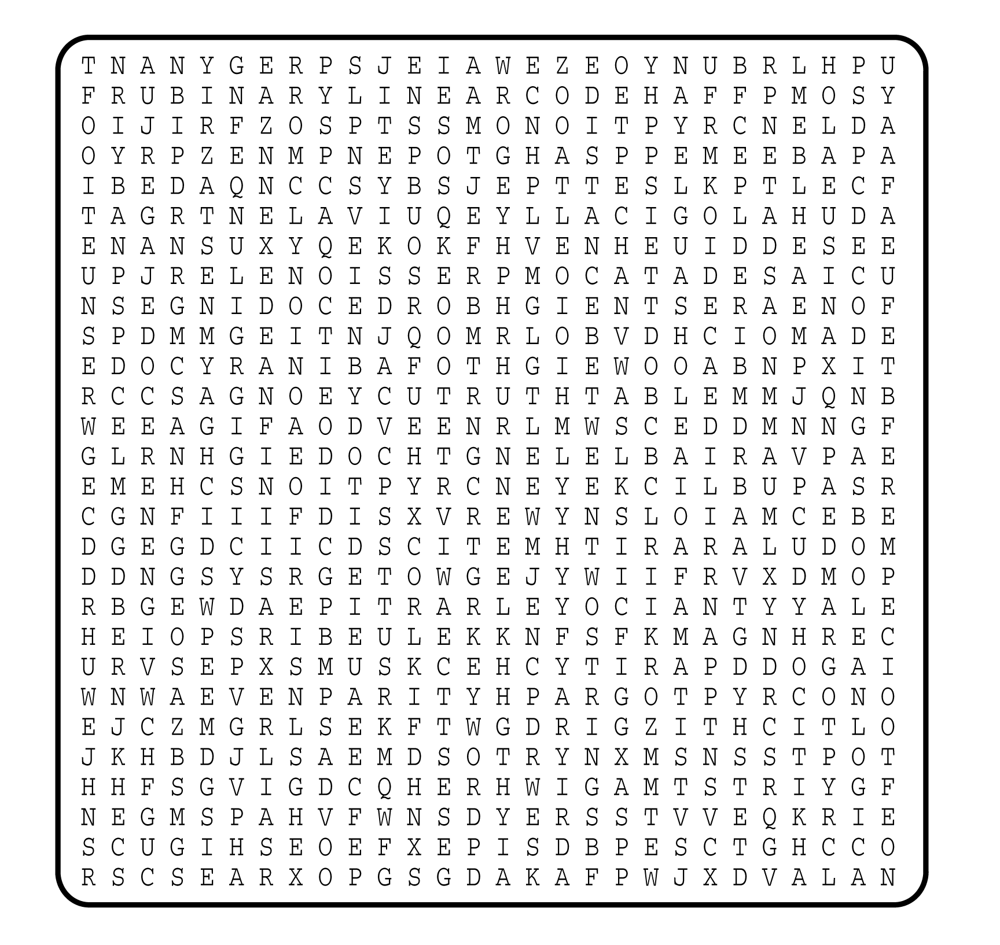 T N A N Y G E R P S J E I A W E Z E O Y N U B R L H P U
F R U B I N A R Y L I N E A R C O D E H A F F P M O S Y
O I J I R F Z O S P T S S M O N O I T P Y R C N E L D A
O Y R P Z E N M P N E P O T G H A S P P E M E E B A P A
I B E D A Q N C C S Y B S J E P T T E S L K P T L E C F
T A G R T N E L A V I U Q E Y L L A C I G O L A H U D A
E N A N S U X Y Q E K O K F H V E N H E U I D D E S E E
U P J R E L E N O I S S E R P M O C A T A D E S A I C U
N S E G N I D O C E D R O B H G I E N T S E R A E N O F
S P D M M G E I T N J Q O M R L O B V D H C I O M A D E
E D O C Y R A N I B A F O T H G I E W O O A B N P X I T
R C C S A G N O E Y C U T R U T H T A B L E M M J Q N B
W E E A G I F A O D V E E N R L M W S C E D D M N N G F
G L R N H G I E D O C H T G N E L E L B A I R A V P A E
E M E H C S N O I T P Y R C N E Y E K C I L B U P A S R
C G N F I I I F D I S X V R E W Y N S L O I A M C E B E
D G E G D C I I C D S C I T E M H T I R A R A L U D O M
D D N G S Y S R G E T O W G E J Y W I I F R V X D M O P
R B G E W D A E P I T R A R L E Y O C I A N T Y Y A L E
H E I O P S R I B E U L E K K N F S F K M A G N H R E C
U R V S E P X S M U S K C E H C Y T I R A P D D O G A I
W N W A E V E N P A R I T Y H P A R G O T P Y R C O N O
E J C Z M G R L S E K F T W G D R I G Z I T H C I T L O
J K H B D J L S A E M D S O T R Y N X M S N S S T P O T
H H F S G V I G D C Q H E R H W I G A M T S T R I Y G F
N E G M S P A H V F W N S D Y E R S S T V V E Q K R I E
S C U G I H S E O E F X E P I S D B P E S C T G H C C O
R S C S E A R X O P G S G D A K A F P W J X D V A L A N